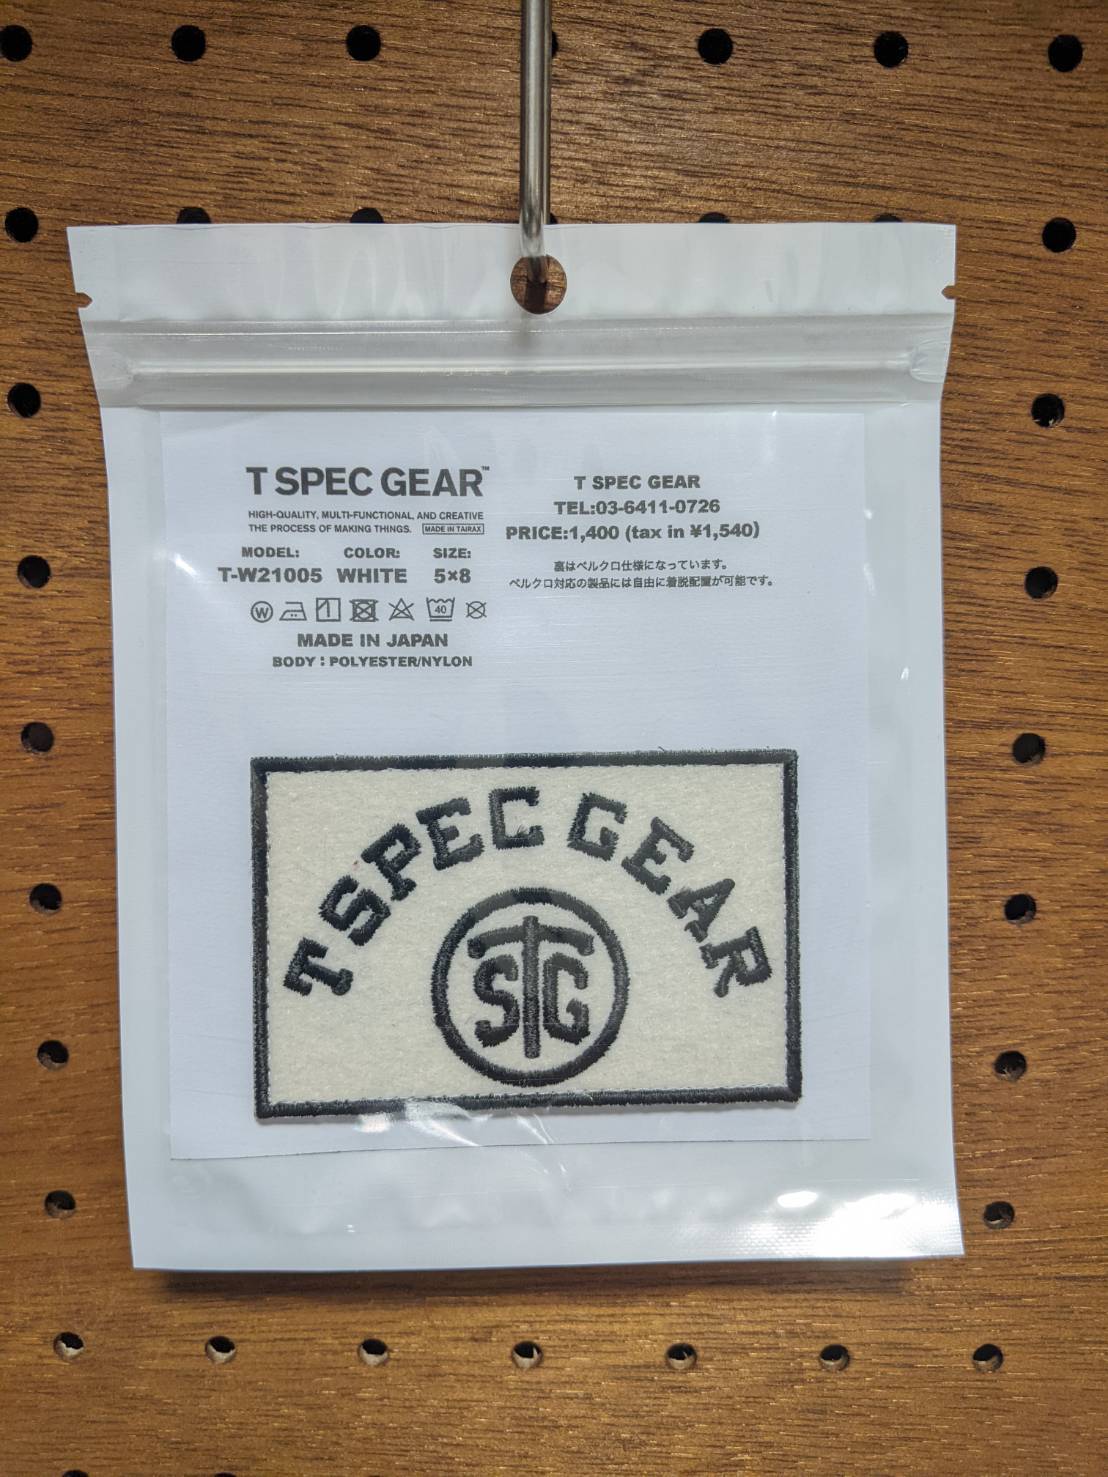 T SPEC GEAR™
HIGH-QUALITY, MULTI-FUNCTIONAL, AND CREATIVE
THE PROCESS OF MAKING THINGS. MADE IN TAIRAX
MODEL: COLOR: SIZE:
T-W21005 WHITE 5×8
W 40
MADE IN JAPAN
BODY：POLYESTER/NYLON
T SPEC GEAR
TEL:03-6411-0726
PRICE:1,400 (tax in ¥1,540)
裏はベルクロ仕様になっています。
ベルクロ対応の製品には自由に着脱配置が可能です。
T SPEC GEAR
STG